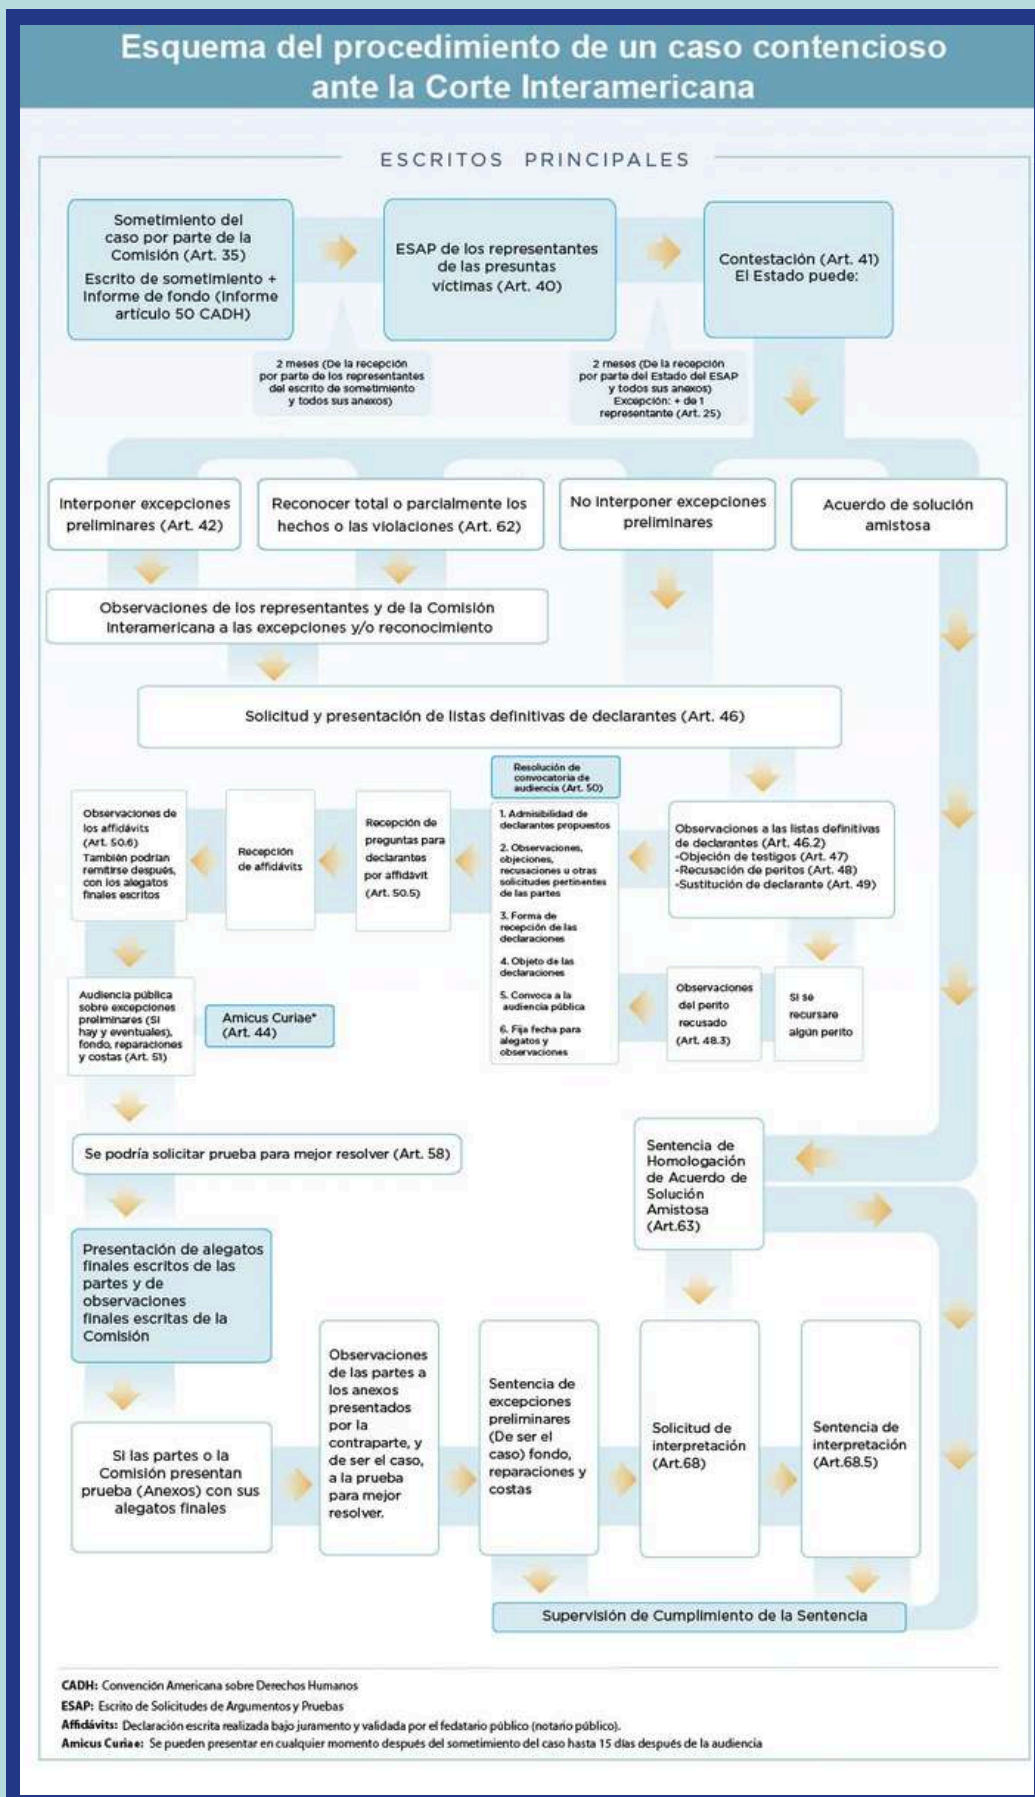 Esquema del procedimiento de un caso contencioso
ante la Corte Interamericana
ESCRITOS PRINCIPALES
Sometimiento del
caso por parte de la
Comisión (Art. 35)
Escrito de sometimiento +
Informe de fondo (Informe
artículo 50 CADH)
ESAP de los representantes
de las presuntas
víctimas (Art. 40)
Contestación (Art. 41)
El Estado puede:
2 meses (De la recepción
por parte de los representantes
del escrito de sometimiento
y todos sus anexos)
2 meses (De la recepción
por parte del Estado del ESAP
y todos sus anexos)
Excepción: + de 1
representante (Art. 25)
Interponer excepciones
preliminares (Art. 42)
Reconocer total o parcialmente los
hechos o las violaciones (Art. 62)
No interponer excepciones
preliminares
Acuerdo de solución
amistosa
Observaciones de los representantes y de la Comisión
Interamericana a las excepciones y/o reconocimiento
Solicitud y presentación de listas definitivas de declarantes (Art. 46)
Observaciones a las listas definitivas
de declarantes (Art. 46.2)
-Objeción de testigos (Art. 47)
-Recusación de peritos (Art. 48)
-Sustitución de declarante (Art. 49)
Si se
recursare
algún perito
Observaciones
del perito
recusado
(Art. 48.3)
Resolución de
convocatoria de
audiencia (Art. 50)
1. Admisibilidad de
declarantes propuestos
2. Observaciones,
objeciones,
recusaciones u otras
solicitudes pertinentes
de las partes
3. Forma de
recepción de las
declaraciones
4. Objeto de las
declaraciones
5. Convoca a la
audiencia pública
6. Fija fecha para
alegatos y
observaciones
Recepción de
preguntas para
declarantes
por affidávit
(Art. 50.5)
Recepción
de affidávits
Observaciones de
los affidávits
(Art. 50.6)
También podrían
remitirse después,
con los alegatos
finales escritos
Audiencia pública
sobre excepciones
preliminares (Si
hay y eventuales),
fondo, reparaciones
y costas (Art. 51)
Amicus Curiae*
(Art. 44)
Se podría solicitar prueba para mejor resolver (Art. 58)
Sentencia de
Homologación
de Acuerdo de
Solución
Amistosa
(Art.63)
Presentación de alegatos
finales escritos de las
partes y de
observaciones
finales escritas de la
Comisión
Si las partes o la
Comisión presentan
prueba (Anexos) con sus
alegatos finales
Observaciones
de las partes a
los anexos
presentados
por la
contraparte, y
de ser el caso,
a la prueba
para mejor
resolver.
Sentencia de
excepciones
preliminares
(De ser el
caso) fondo,
reparaciones y
costas
Solicitud de
interpretación
(Art.68)
Sentencia de
interpretación
(Art.68.5)
Supervisión de Cumplimiento de la Sentencia
CADH: Convención Americana sobre Derechos Humanos
ESAP: Escrito de Solicitudes de Argumentos y Pruebas
Affidávits: Declaración escrita realizada bajo juramento y validada por el fedatario público (notario público).
Amicus Curiae: Se pueden presentar en cualquier momento después del sometimiento del caso hasta 15 días después de la audiencia